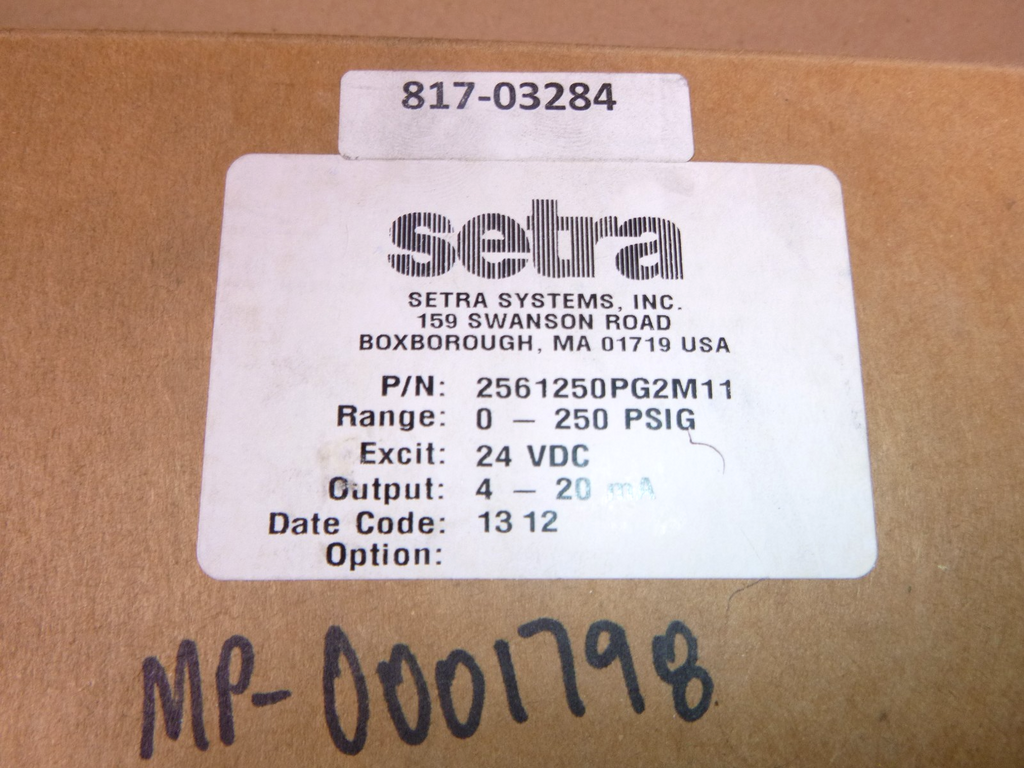 817-03284
setra
SETRA SYSTEMS, INC.
159 SWANSON ROAD
BOXBOROUGH, MA 01719 USA
P/N: 2561250PG2M11
Range: 0 – 250 PSIG
Excit: 24 VDC
Output: 4 – 20 mA
Date Code: 13 12
Option:
MP-0001798